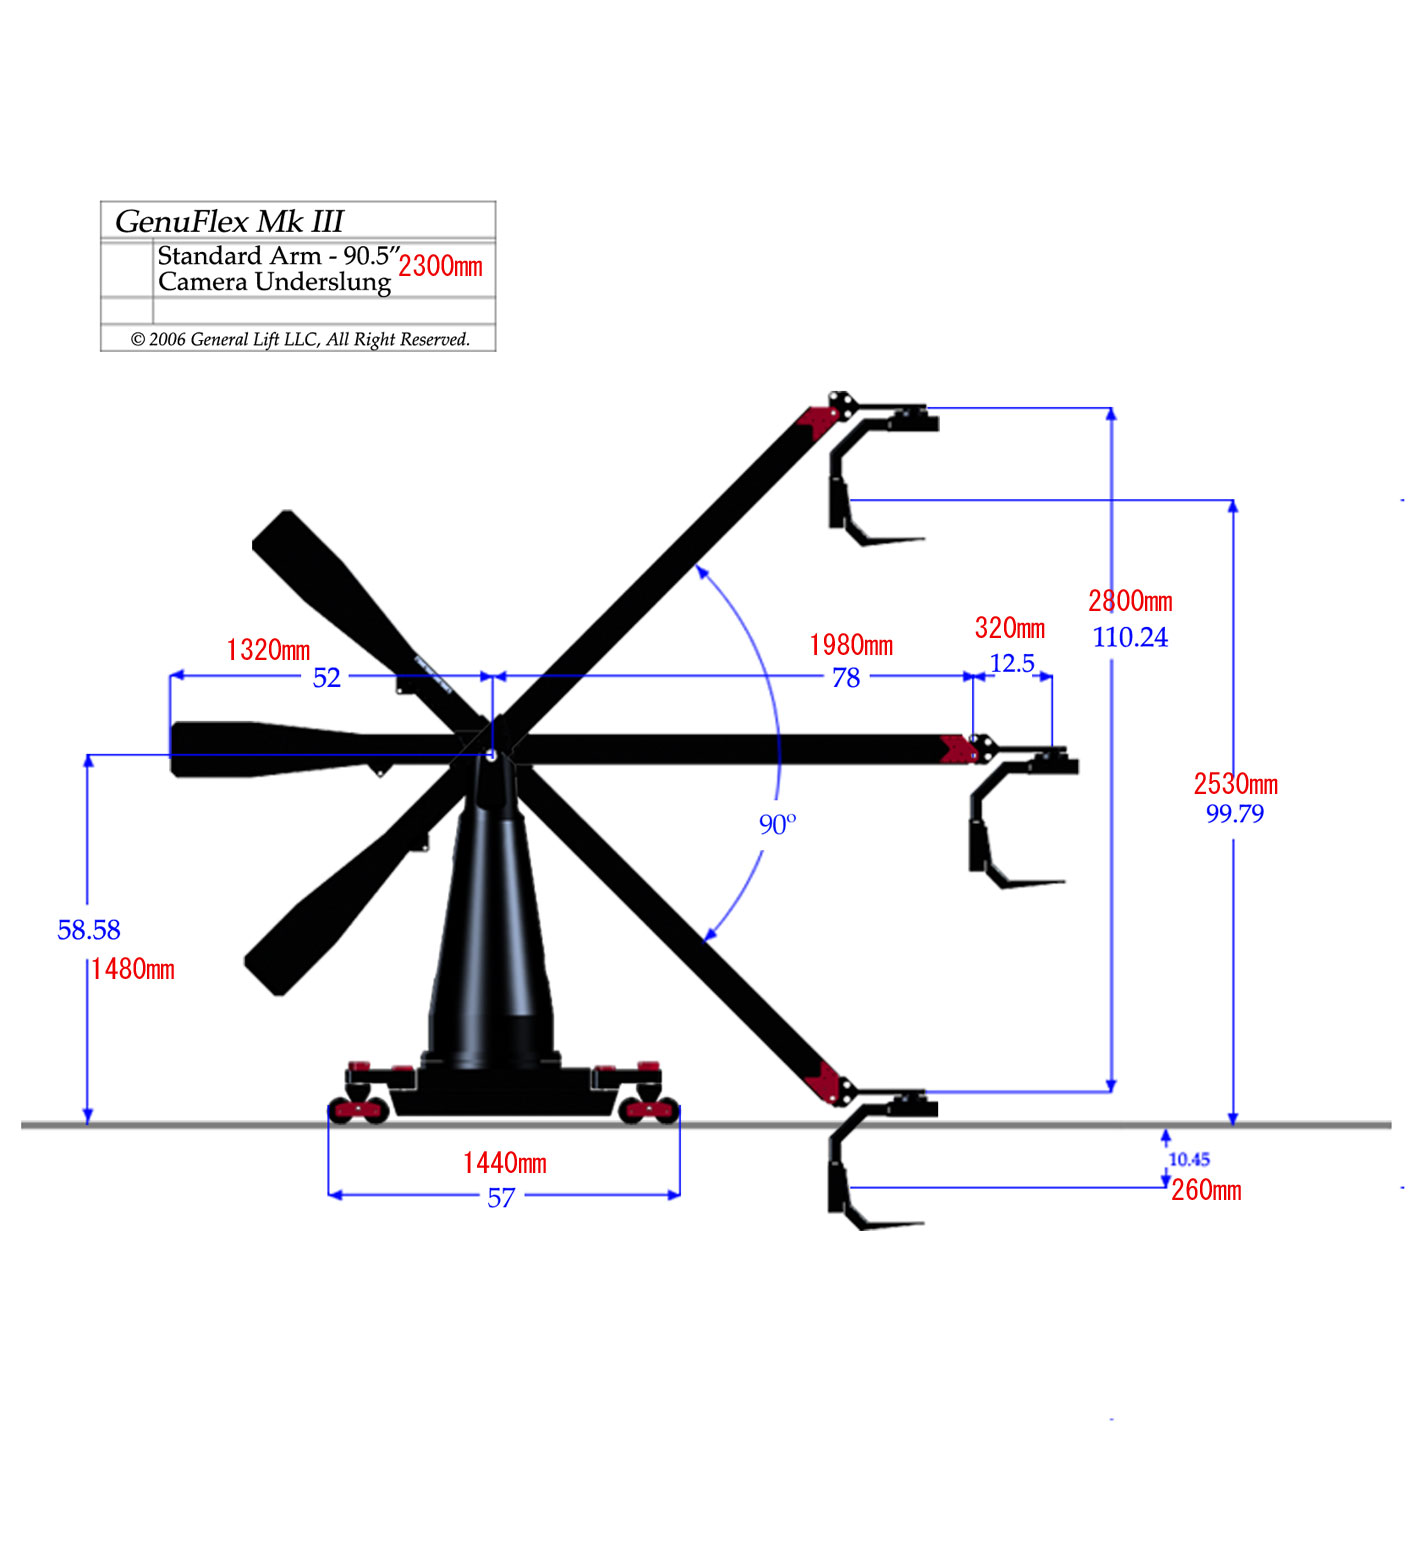 GenuFlex Mk III
Standard Arm - 90.5” 2300mm
Camera Underslung
© 2006 General Lift LLC, All Right Reserved.
2800mm
110.24
320mm
12.5
1980mm
78
1320mm
52
2530mm
99.79
90°
58.58
1480mm
1440mm
57
10.45
260mm